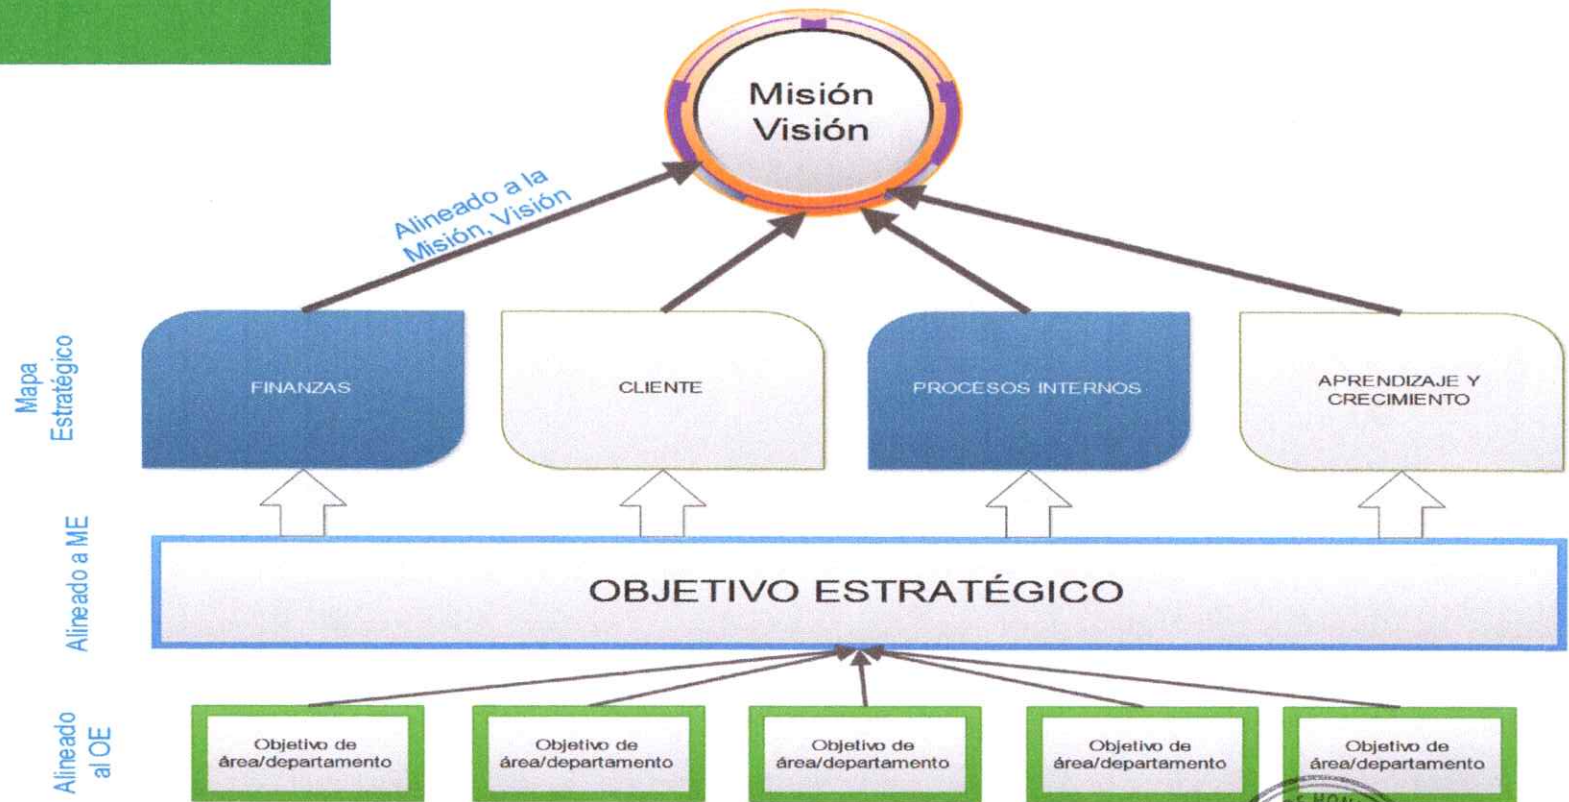 Misión
Visión
Alineado a la
Misión, Visión
Mapa
Estratégico
FINANZAS
CLIENTE
PROCESOS INTERNOS
APRENDIZAJE Y
CRECIMIENTO
Alineado a ME
OBJETIVO ESTRATÉGICO
Alineado
al OE
Objetivo de
área/departamento
Objetivo de
área/departamento
Objetivo de
área/departamento
Objetivo de
área/departamento
Objetivo de
área/departamento